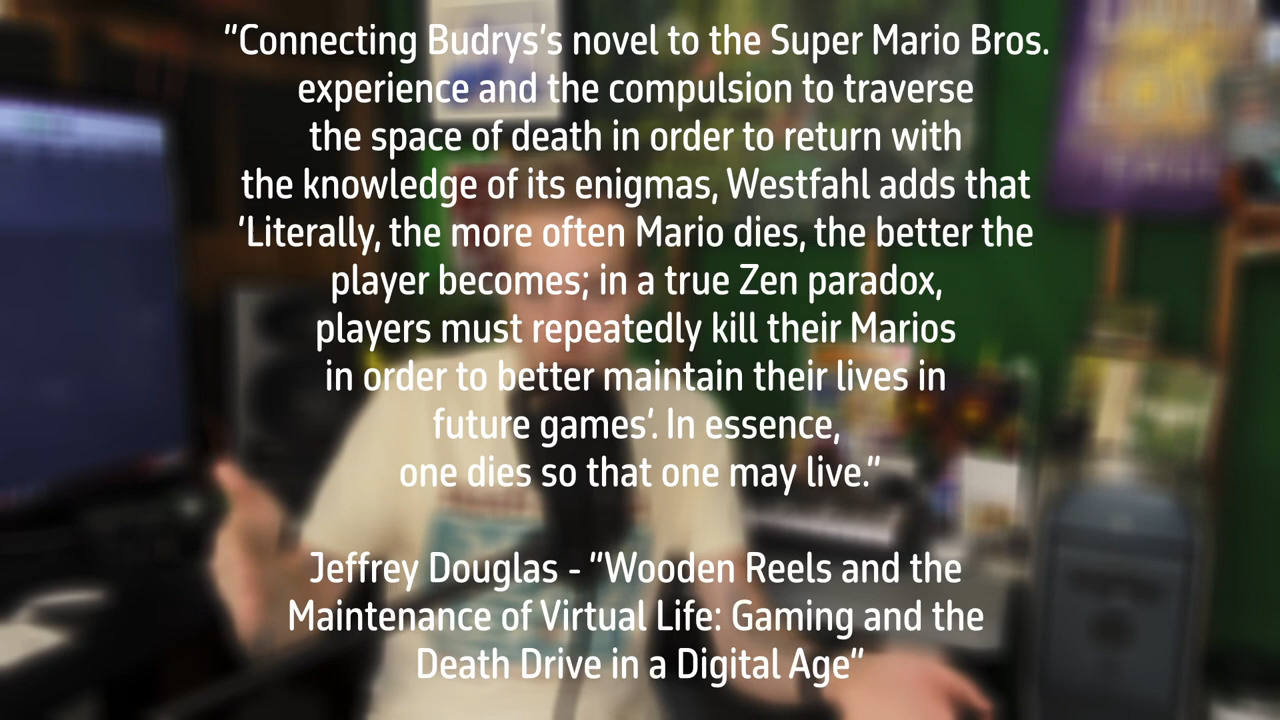 "Connecting Budrys's novel to the Super Mario Bros.
experience and the compulsion to traverse
the space of death in order to return with
the knowledge of its enigmas, Westfahl adds that
'Literally, the more often Mario dies, the better the
player becomes; in a true Zen paradox,
players must repeatedly kill their Marios
in order to better maintain their lives in
future games'. In essence,
one dies so that one may live."
Jeffrey Douglas - "Wooden Reels and the
Maintenance of Virtual Life: Gaming and the
Death Drive in a Digital Age"